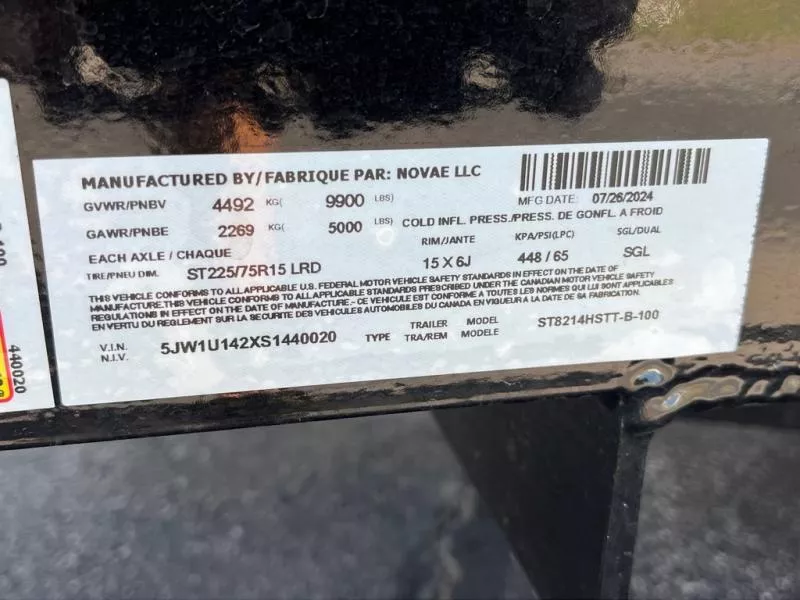 MANUFACTURED BY/FABRIQUE PAR: NOVAE LLC
MFG DATE: 07/26/2024
GVWR/PNBV 4492 KG( 9900 LBS)
GAWR/PNBE 2269 KG( 5000 LBS) COLD INFL. PRESS./PRESS. DE GONFL. A FROID
EACH AXLE / CHAQUE RIM/JANTE KPA/PSI(LPC) SGL/DUAL
TIRE/PNEU DIM. ST225/75R15 LRD 15 X 6J 448 / 65 SGL
THIS VEHICLE CONFORMS TO ALL APPLICABLE U.S. FEDERAL MOTOR VEHICLE SAFETY STANDARDS IN EFFECT ON THE DATE OF
MANUFACTURE.THIS VEHICLE CONFORMS TO ALL APPLICABLE STANDARDS PRESCRIBED UNDER THE CANADIAN MOTOR VEHICLE SAFETY
REGULATIONS IN EFFECT ON THE DATE OF MANUFACTURE.- CE VEHICULE EST CONFORME A TOUTES LES NORMES QUI LUI SONT
EN VERTU DU REGLEMENT SUR LA SECURITE DES VEHICULES AUTOMOBILES DU CANADA EN VIGUEUR A LA DATE DE SA FABRICATION.
V.I.N. 5JW1U142XS1440020 TYPE TRAILER MODEL ST8214HSTT-B-100
N.I.V. TRA/REM MODELE
440020